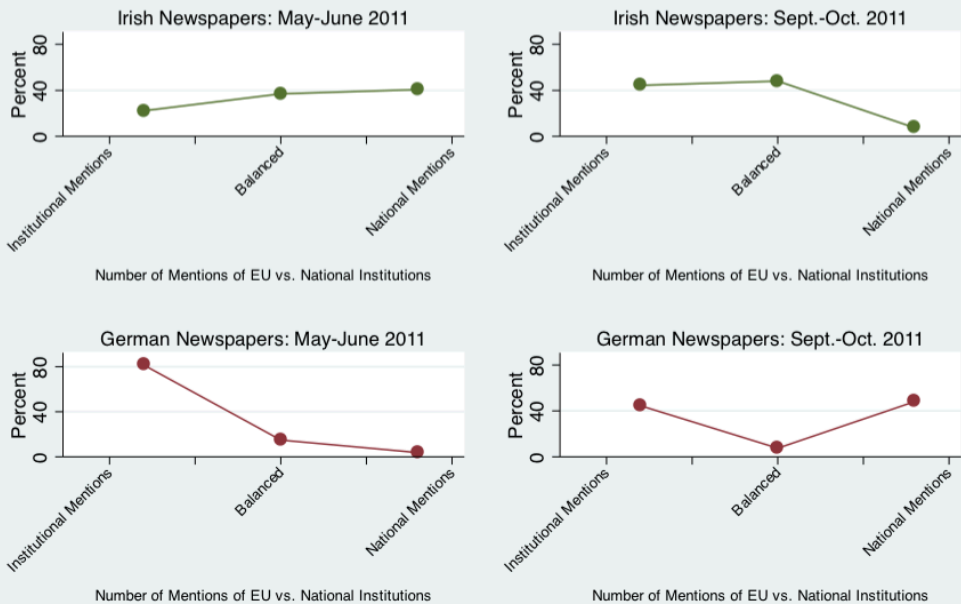 Irish Newspapers: May-June 2011
Percent
80
40
0
Institutional Mentions
Balanced
National Mentions
Number of Mentions of EU vs. National Institutions
Irish Newspapers: Sept.-Oct. 2011
Percent
80
40
0
Institutional Mentions
Balanced
National Mentions
Number of Mentions of EU vs. National Institutions
German Newspapers: May-June 2011
Percent
80
40
0
Institutional Mentions
Balanced
National Mentions
Number of Mentions of EU vs. National Institutions
German Newspapers: Sept.-Oct. 2011
Percent
80
40
0
Institutional Mentions
Balanced
National Mentions
Number of Mentions of EU vs. National Institutions